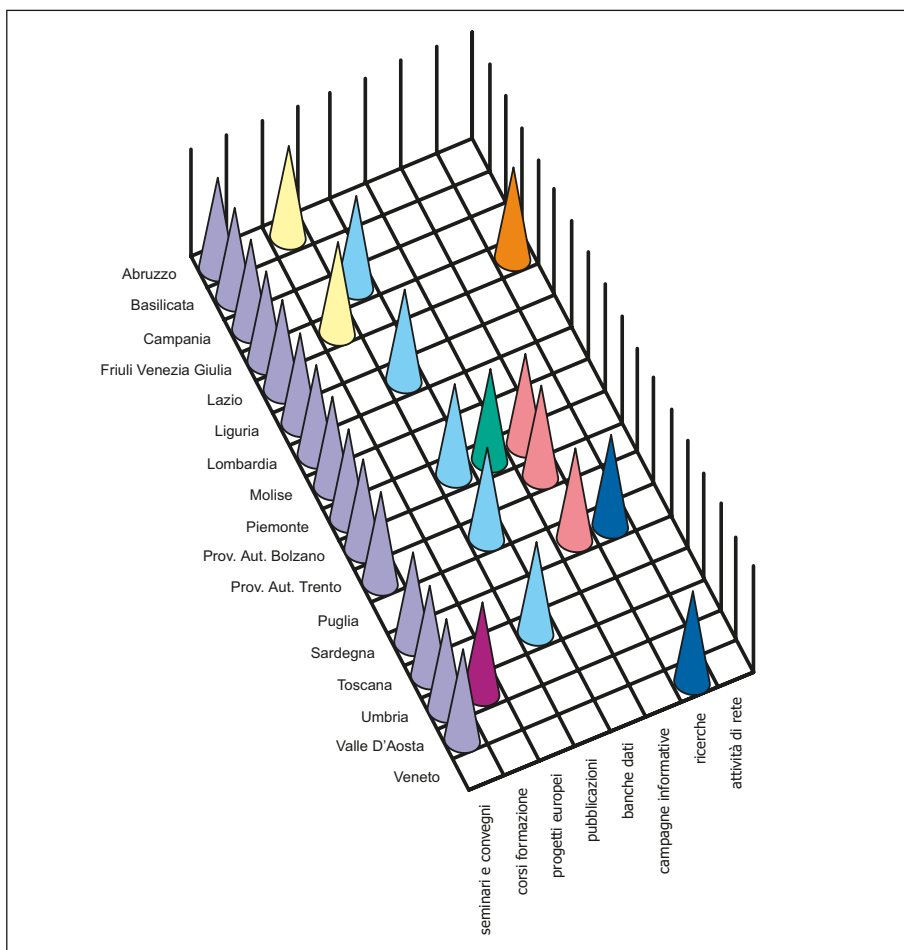 Abruzzo
Basilicata
Campania
Friuli Venezia Giulia
Lazio
Liguria
Lombardia
Molise
Piemonte
Prov. Aut. Bolzano
Prov. Aut. Trento
Puglia
Sardegna
Toscana
Umbria
Valle D'Aosta
Veneto
seminari e convegni
corsi formazione
progetti europei
pubblicazioni
banche dati
campagne informative
ricerche
attività di rete